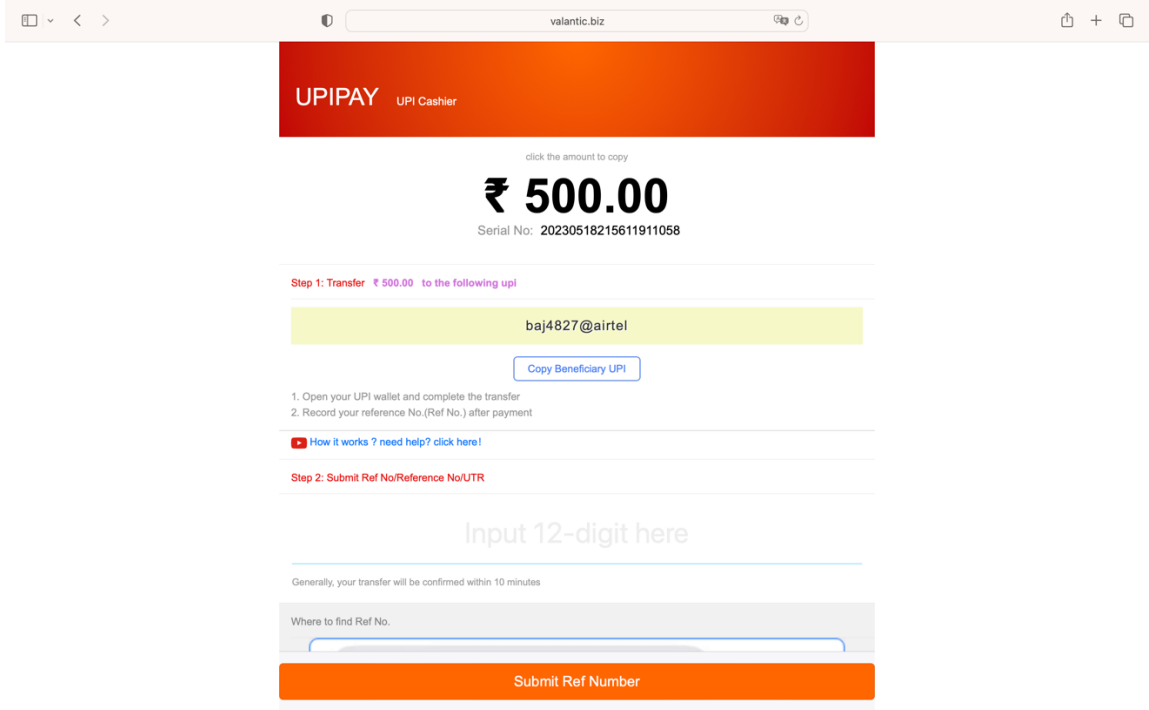 valantic.biz
UPIPAY UPI Cashier
click the amount to copy
₹ 500.00
Serial No: 20230518215611911058
Step 1: Transfer ₹ 500.00 to the following upi
baj4827@airtel
Copy Beneficiary UPI
1. Open your UPI wallet and complete the transfer
2. Record your reference No.(Ref No.) after payment
How it works ? need help? click here!
Step 2: Submit Ref No/Reference No/UTR
Input 12-digit here
Generally, your transfer will be confirmed within 10 minutes
Where to find Ref No.
Submit Ref Number